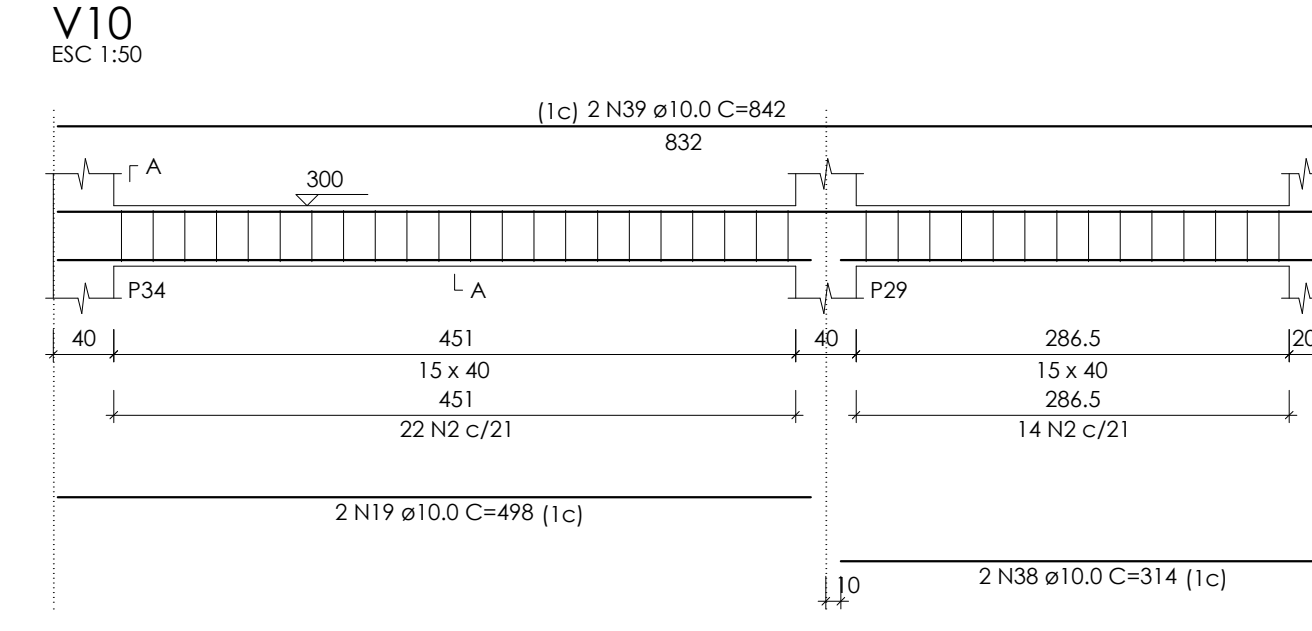 V10
ESC 1:50
(1c) 2 N39 ø10.0 C=842
832
A
300
P34
A
P29
40
451
40
286.5
20
15 x 40
15 x 40
451
286.5
22 N2 c/21
14 N2 c/21
2 N19 ø10.0 C=498 (1c)
2 N38 ø10.0 C=314 (1c)
10